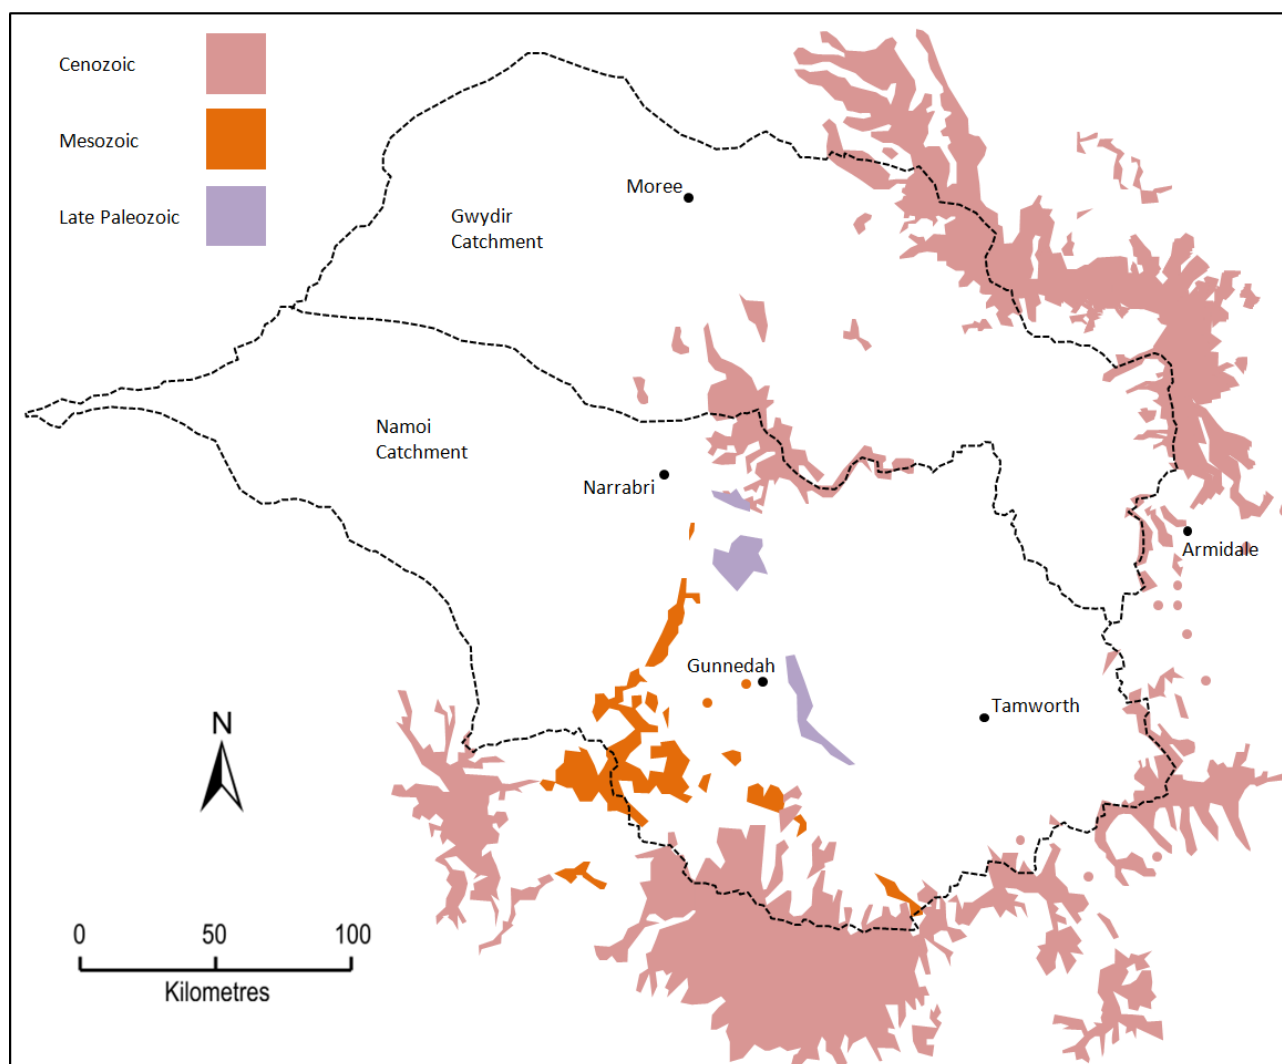 Cenozoic
Mesozoic
Late Paleozoic
Moree
Gwydir
Catchment
Namoi
Catchment
Narrabri
Armidale
Gunnedah
Tamworth
N
0 50 100
Kilometres